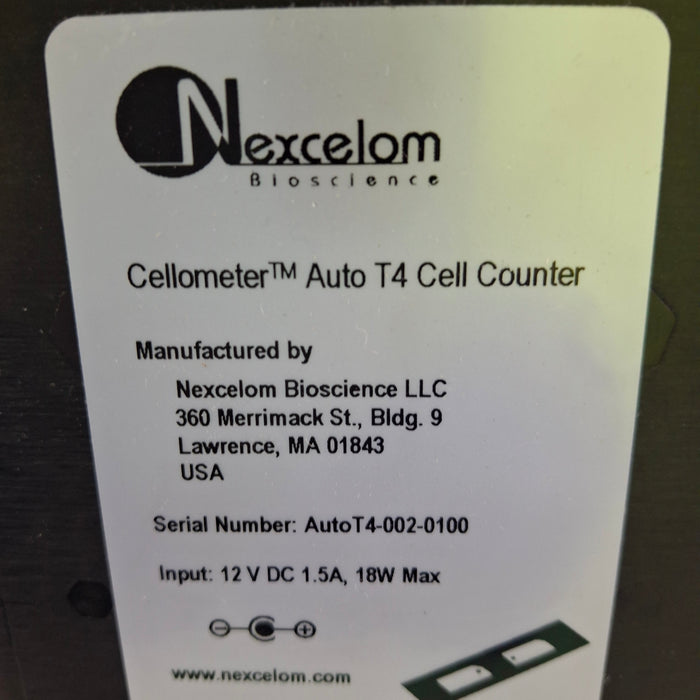 Nexcelom
Bioscience
Cellometer™ Auto T4 Cell Counter
Manufactured by
Nexcelom Bioscience LLC
360 Merrimack St., Bldg. 9
Lawrence, MA 01843
USA
Serial Number: AutoT4-002-0100
Input: 12 V DC 1.5A, 18W Max
www.nexcelom.com